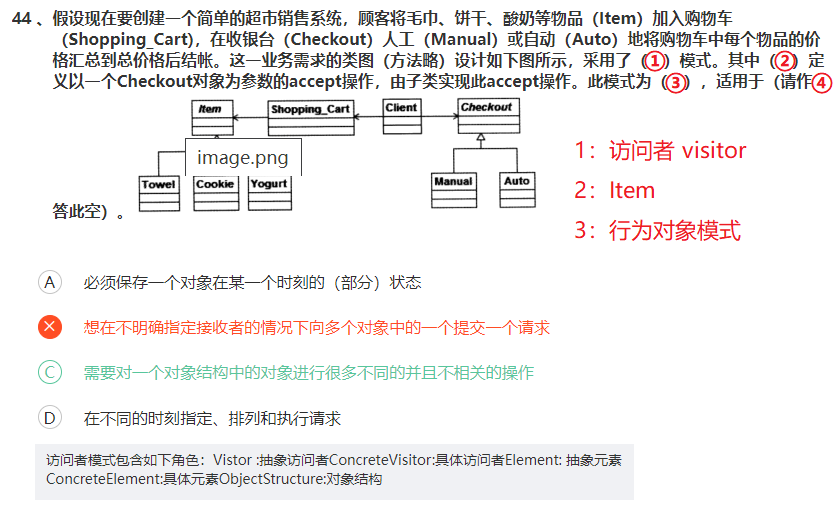 44 、假设现在要创建一个简单的超市销售系统，顾客将毛巾、饼干、酸奶等物品（Item）加入购物车
（Shopping_Cart），在收银台（Checkout）人工（Manual）或自动（Auto）地将购物车中每个物品的价
格汇总到总价格后结帐。这一业务需求的类图（方法略）设计如下图所示，采用了（①）模式。其中（②）定
义以一个Checkout对象为参数的accept操作，由子类实现此accept操作。此模式为（③），适用于（请作④
Item Shopping_Cart Client Checkout
image.png
1：访问者 visitor
Towel Cookie Yogurt Manual Auto
2：Item
答此空）。
3：行为对象模式
A 必须保存一个对象在某一个时刻的（部分）状态
想在不明确指定接收者的情况下向多个对象中的一个提交一个请求
C 需要对一个对象结构中的对象进行很多不同的并且不相关的操作
D 在不同的时刻指定、排列和执行请求
访问者模式包含如下角色：Vistor :抽象访问者ConcreteVisitor:具体访问者Element: 抽象元素
ConcreteElement:具体元素ObjectStructure:对象结构